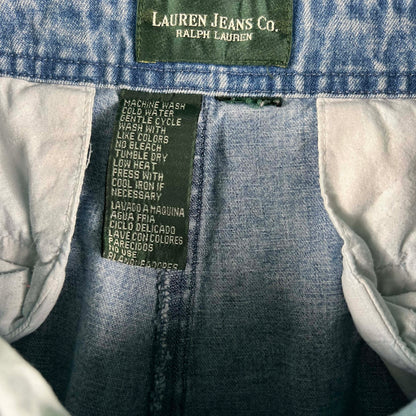 LAUREN JEANS CO.
RALPH LAUREN
MACHINE WASH
COLD WATER
GENTLE CYCLE
WASH WITH
LIKE COLORS
NO BLEACH
TUMBLE DRY
LOW HEAT
PRESS WITH
COOL IRON IF
NECESSARY
LAVADO A MAQUINA
AGUA FRIA
CICLO DELICADO
LAVE CON COLORES
PARECIDOS
NO USE
BLANQUEADORES